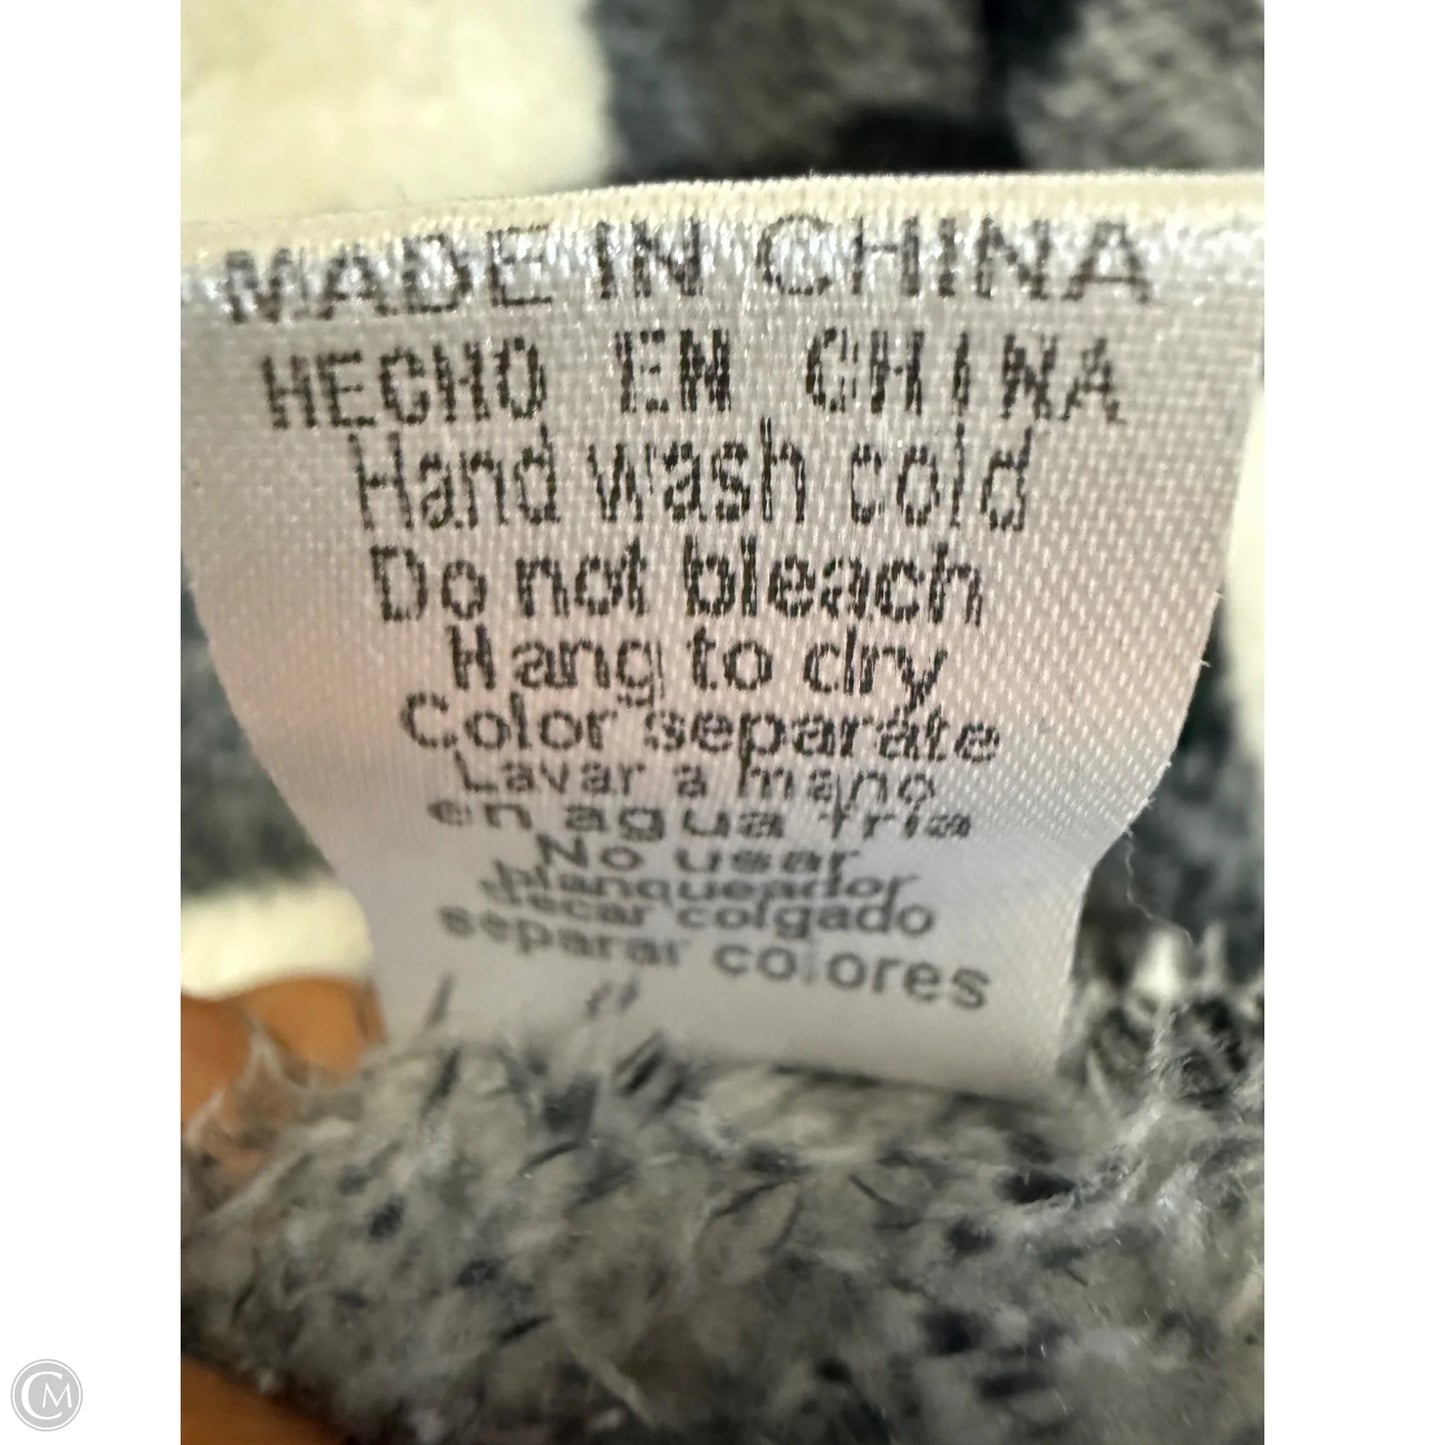 MADE IN CHINA
HECHO EN CHINA
Hand wash cold
Do not bleach
Hang to dry
Color separate
Lavar a mano
en agua fria
No usar
blanqueador
secar colgado
separar colores
CM